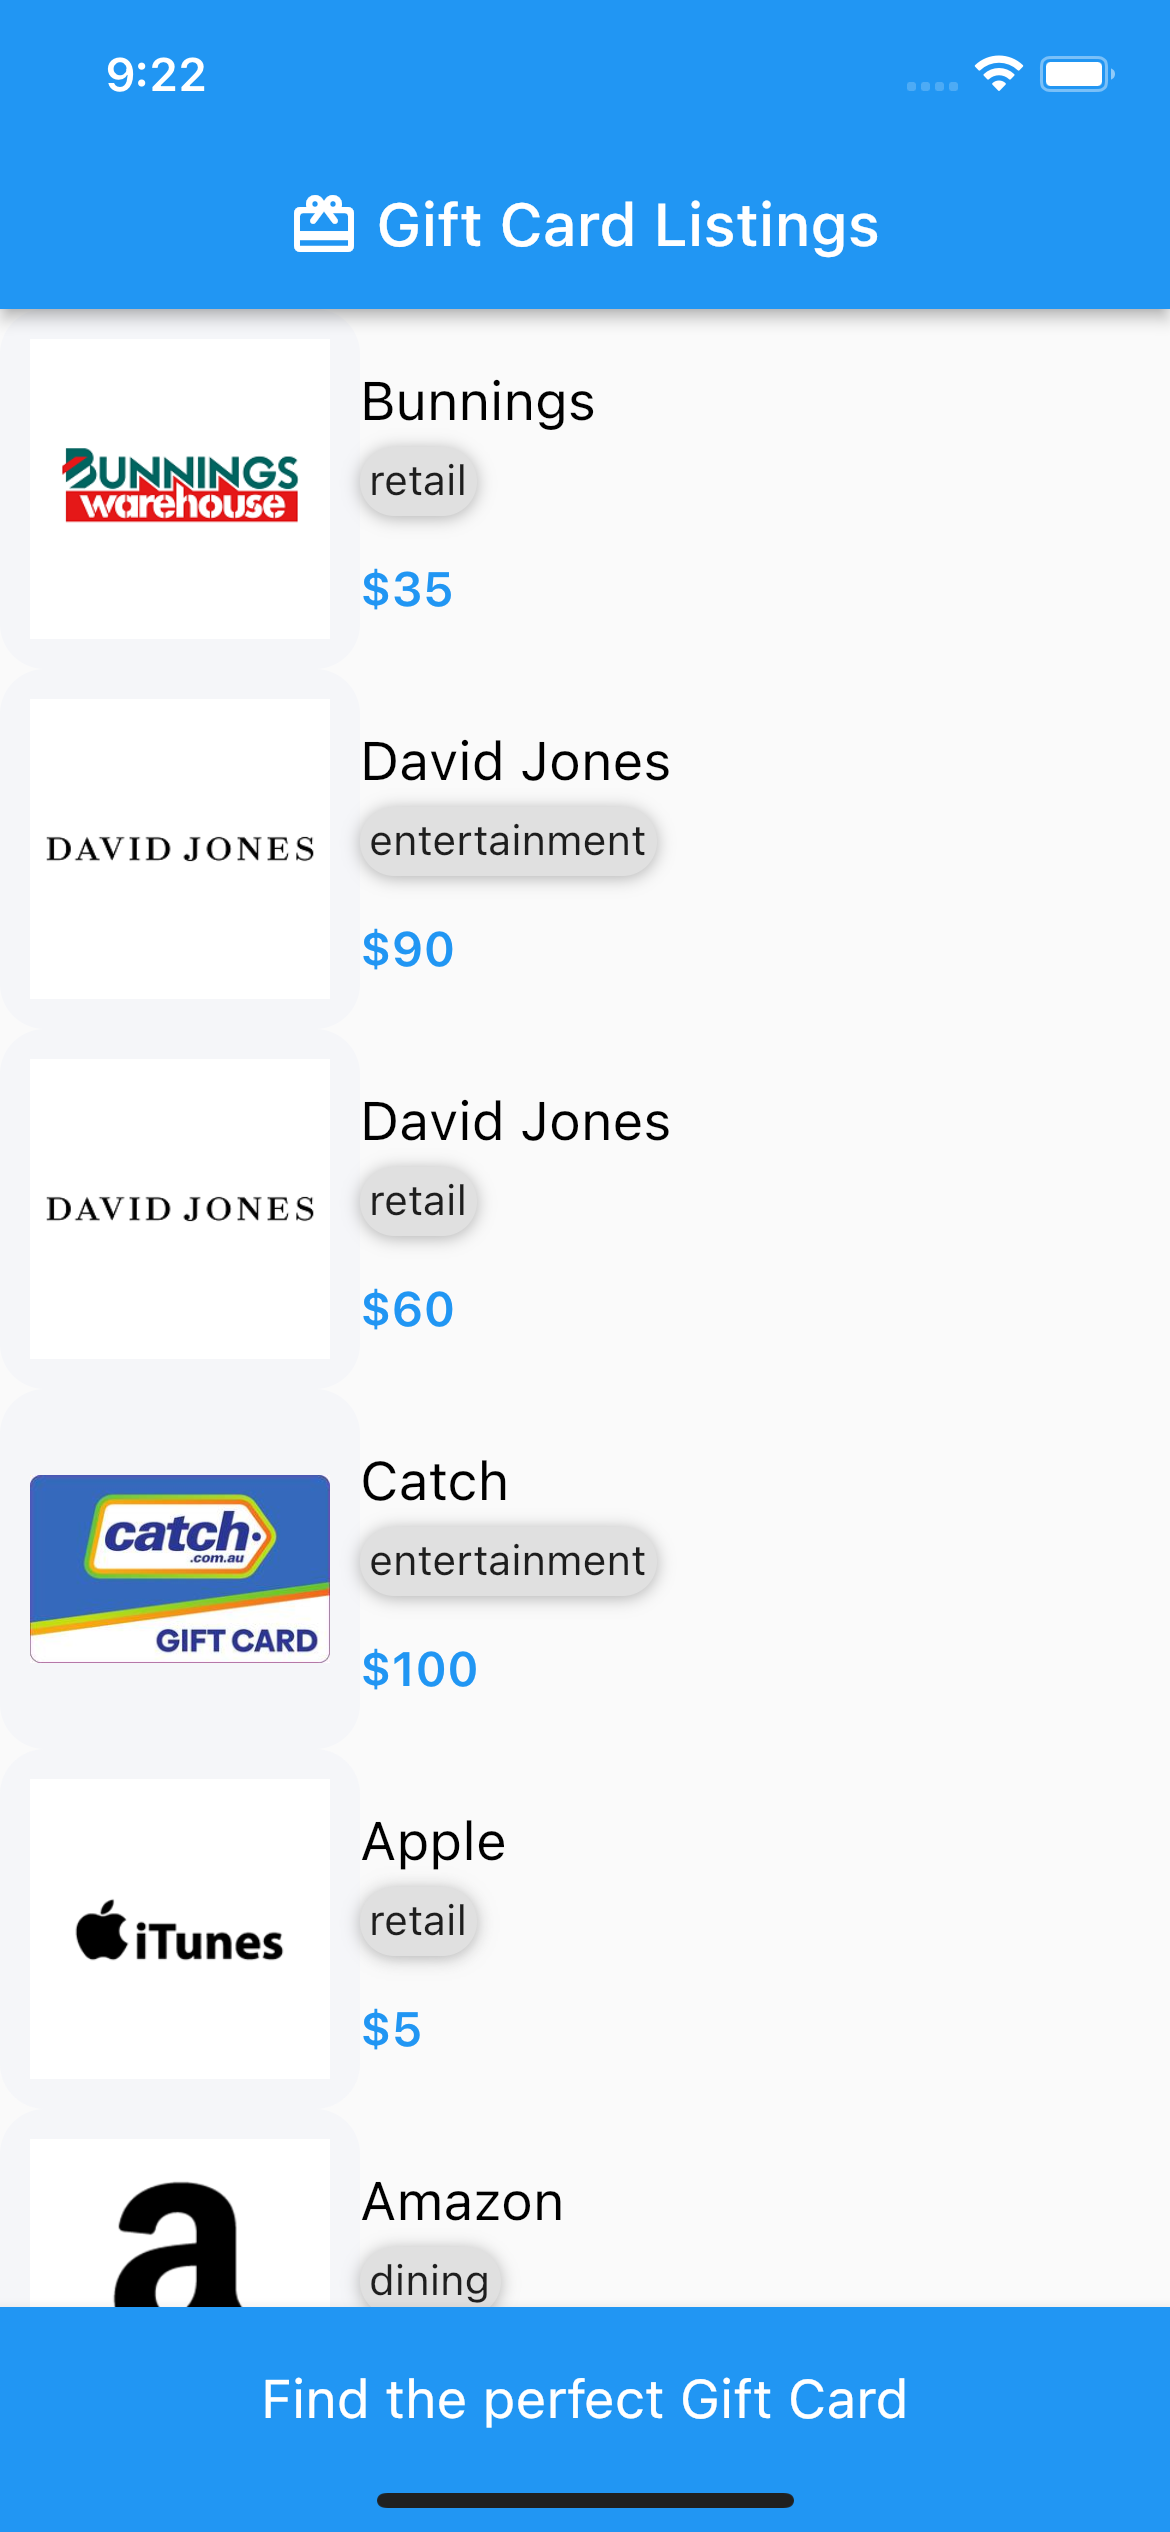 9:22
Gift Card Listings
BUNNINGS
warehouse
Bunnings
retail
$35
DAVID JONES
David Jones
entertainment
$90
DAVID JONES
David Jones
retail
$60
catch
.com.au
GIFT CARD
Catch
entertainment
$100
iTunes
Apple
retail
$5
a
Amazon
dining
Find the perfect Gift Card